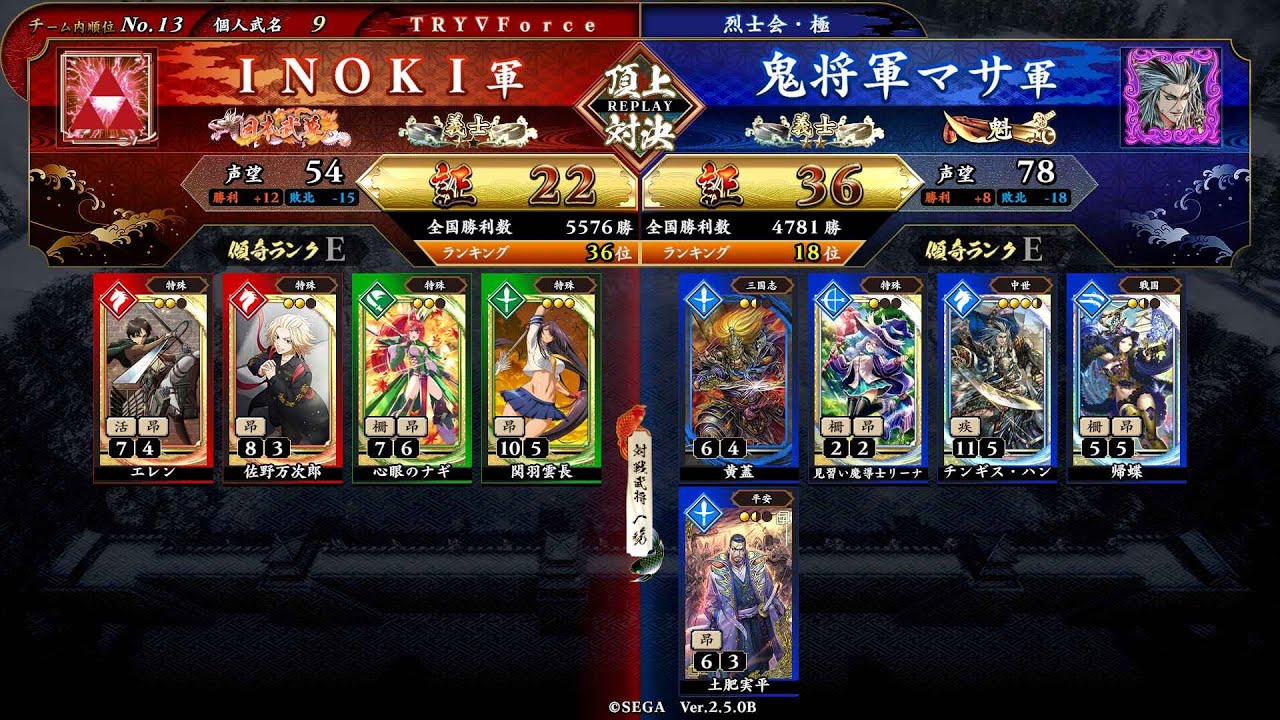 チーム内順位 No.13 個人武名 9 TRY∇Force
烈士会・極
INOKI軍
頂上
REPLAY
対決
鬼将軍マサ軍
日本武尊
義士
義士
魁
声望 54
勝利 +12 敗北 -15
証 22
証 36
声望 78
勝利 +8 敗北 -18
全国勝利数 5576勝
全国勝利数 4781勝
傾奇ランク E
ランキング 36位
ランキング 18位
傾奇ランク E
特殊
活 昂
7 4
エレン
特殊
昂
8 3
佐野万次郎
特殊
柵 昂
7 6
心眼のナギ
特殊
昂
10 5
関羽雲長
対戦武将一覧
三国志
6 4
黄蓋
特殊
柵 昂
2 2
見習い魔導士リーナ
中世
疾
11 5
チンギス・ハン
戦国
柵 昂
5 5
帰蝶
平安
昂
6 3
土肥実平
©SEGA Ver.2.5.0B